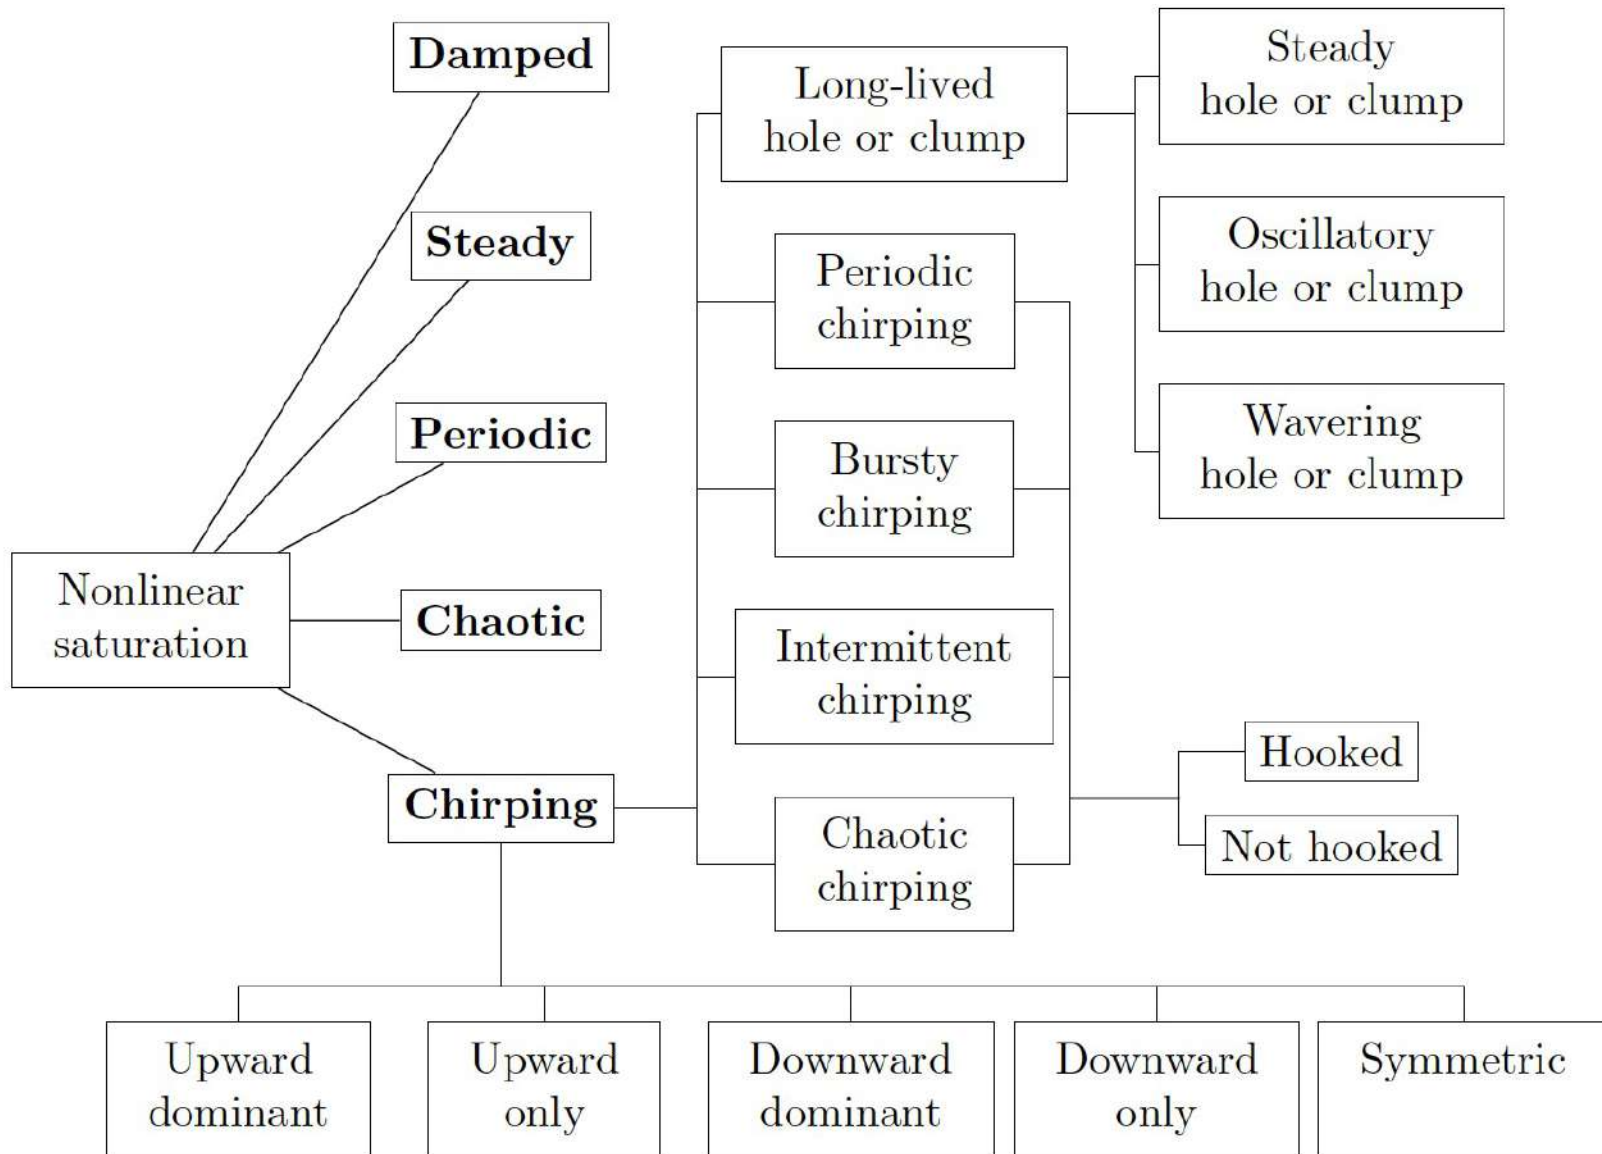 Damped
Steady
Periodic
Chaotic
Chirping
Nonlinear
saturation
Long-lived
hole or clump
Periodic
chirping
Bursty
chirping
Intermittent
chirping
Chaotic
chirping
Steady
hole or clump
Oscillatory
hole or clump
Wavering
hole or clump
Hooked
Not hooked
Upward
dominant
Upward
only
Downward
dominant
Downward
only
Symmetric